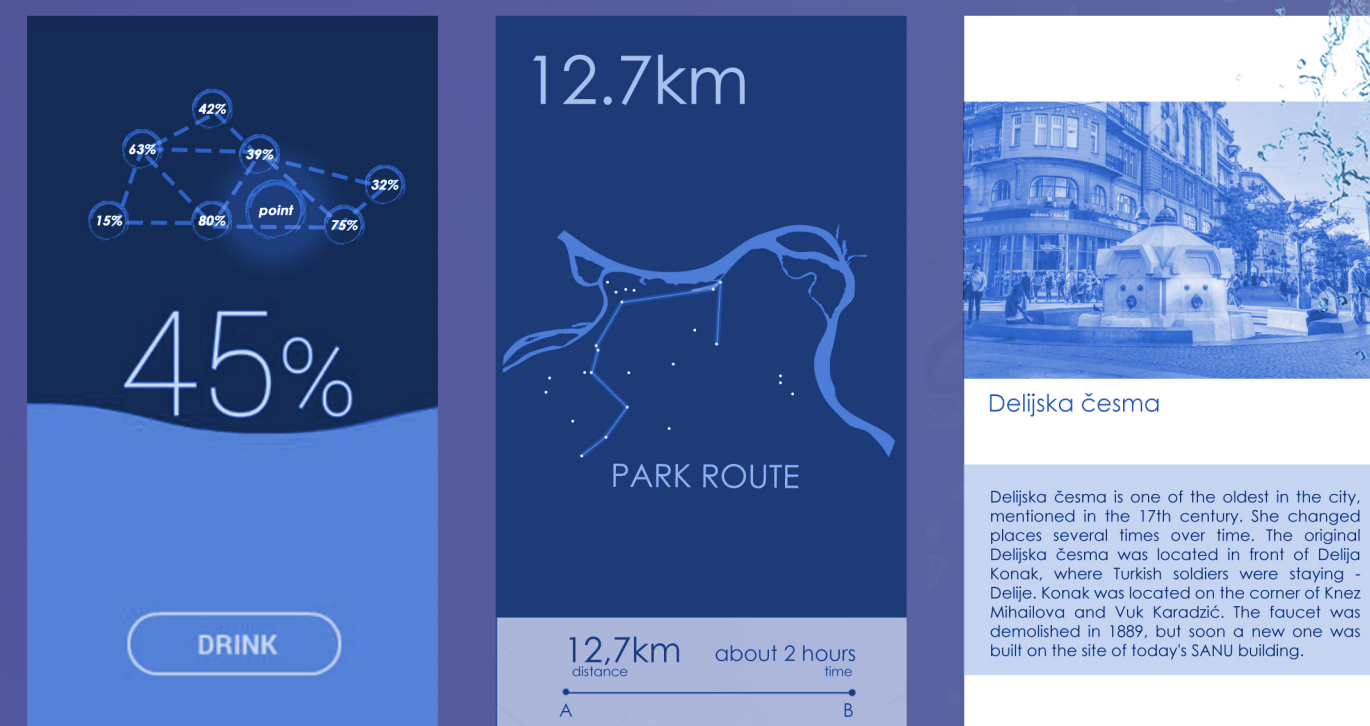 42%
63%
39%
32%
15%
80%
point
75%
45%
DRINK
12.7km
PARK ROUTE
12,7km
about 2 hours
distance
time
A
B
Delijska česma
Delijska česma is one of the oldest in the city,
mentioned in the 17th century. She changed
places several times over time. The original
Delijska česma was located in front of Delija
Konak, where Turkish soldiers were staying -
Delije. Konak was located on the corner of Knez
Mihailova and Vuk Karadzić. The faucet was
demolished in 1889, but soon a new one was
built on the site of today's SANU building.